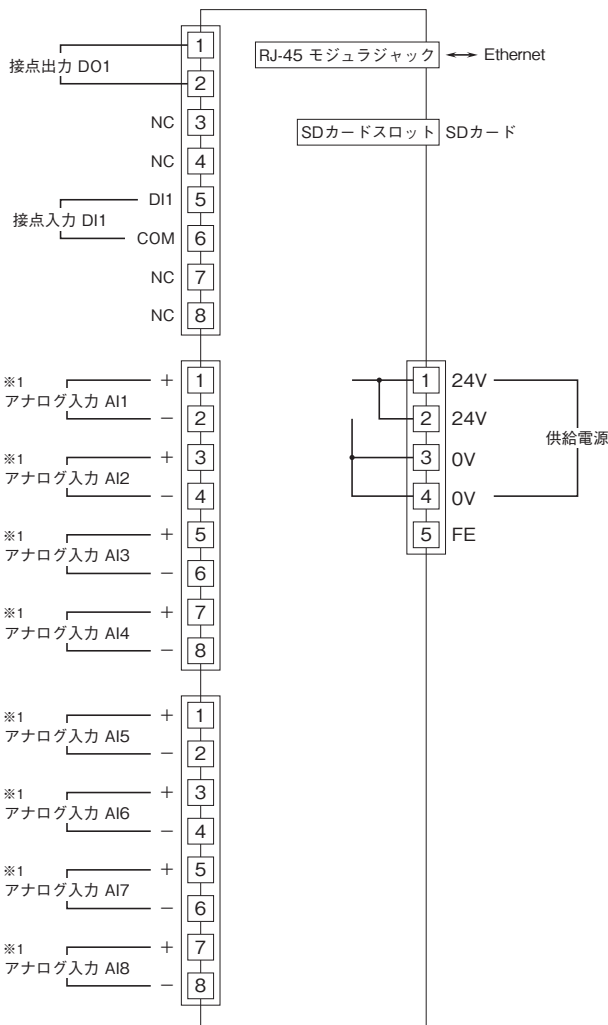 接点出力 DO1
1
2
NC 3
NC 4
接点入力 DI1
DI1 5
COM 6
NC 7
NC 8
RJ-45 モジュラジャック Ethernet
SDカードスロット SDカード
※1
アナログ入力 AI1
+ 1
− 2
※1
アナログ入力 AI2
+ 3
− 4
※1
アナログ入力 AI3
+ 5
− 6
※1
アナログ入力 AI4
+ 7
− 8
1 24V
2 24V
3 0V
4 0V
5 FE
供給電源
※1
アナログ入力 AI5
+ 1
− 2
※1
アナログ入力 AI6
+ 3
− 4
※1
アナログ入力 AI7
+ 5
− 6
※1
アナログ入力 AI8
+ 7
− 8